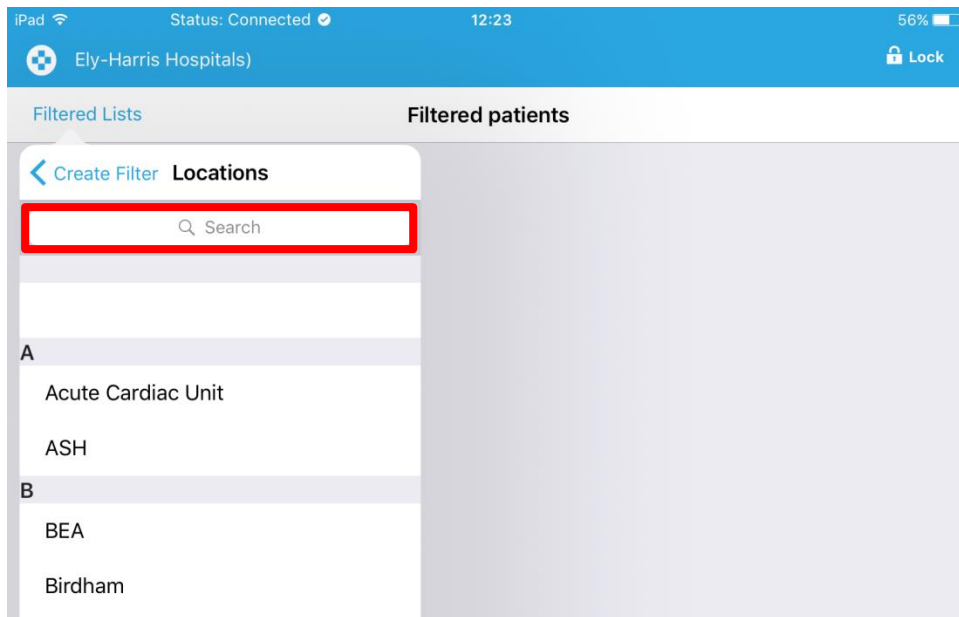 iPad Status: Connected 12:23 56%
Ely-Harris Hospitals) Lock
Filtered Lists Filtered patients
Create Filter Locations
Search
A
Acute Cardiac Unit
ASH
B
BEA
Birdham